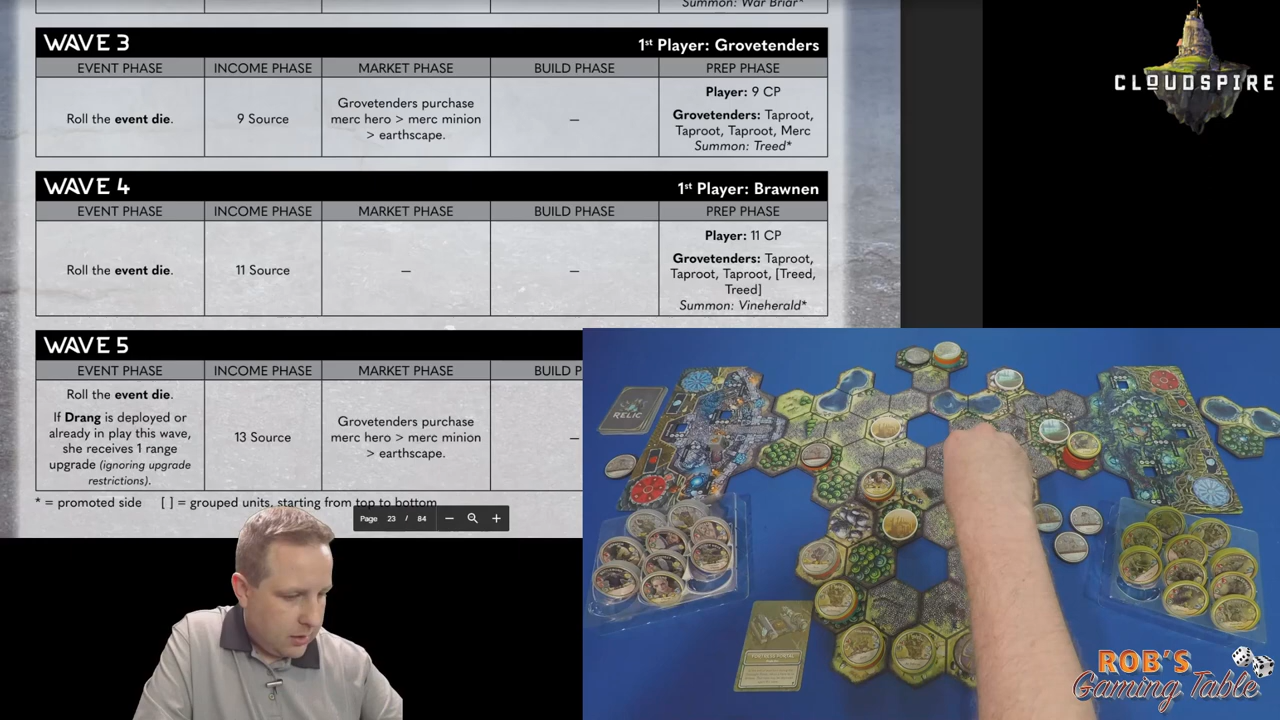 Summon: War Briar*
WAVE 3
1st Player: Grovetenders
EVENT PHASE
INCOME PHASE
MARKET PHASE
BUILD PHASE
PREP PHASE
Roll the event die.
9 Source
Grovetenders purchase
merc hero > merc minion
> earthscape.
—
Player: 9 CP
Grovetenders: Taproot,
Taproot, Taproot, Merc
Summon: Treed*
WAVE 4
1st Player: Brawnen
EVENT PHASE
INCOME PHASE
MARKET PHASE
BUILD PHASE
PREP PHASE
Roll the event die.
11 Source
—
—
Player: 11 CP
Grovetenders: Taproot,
Taproot, Taproot, [Treed,
Treed]
Summon: Vineherald*
WAVE 5
EVENT PHASE
INCOME PHASE
MARKET PHASE
BUILD P
Roll the event die.
If Drang is deployed or
already in play this wave,
she receives 1 range
upgrade (ignoring upgrade
restrictions).
13 Source
Grovetenders purchase
merc hero > merc minion
> earthscape.
—
* = promoted side [ ] = grouped units, starting from top to bottom
Page 23 / 84
CLOUDSPIRE
RELIC
ROB'S
Gaming Table